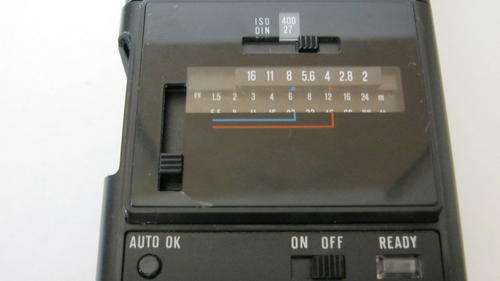 ISO 400
DIN 27
16 11 8 5.6 4 2.8 2
1.5 2 3 4 6 8 12 16 24 m
AUTO OK ON OFF READY